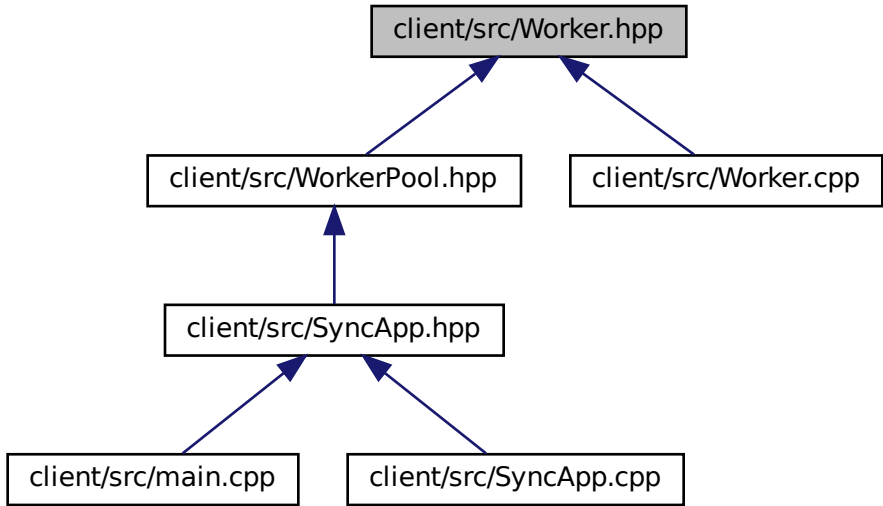 client/src/Worker.hpp
client/src/WorkerPool.hpp
client/src/Worker.cpp
client/src/SyncApp.hpp
client/src/main.cpp
client/src/SyncApp.cpp